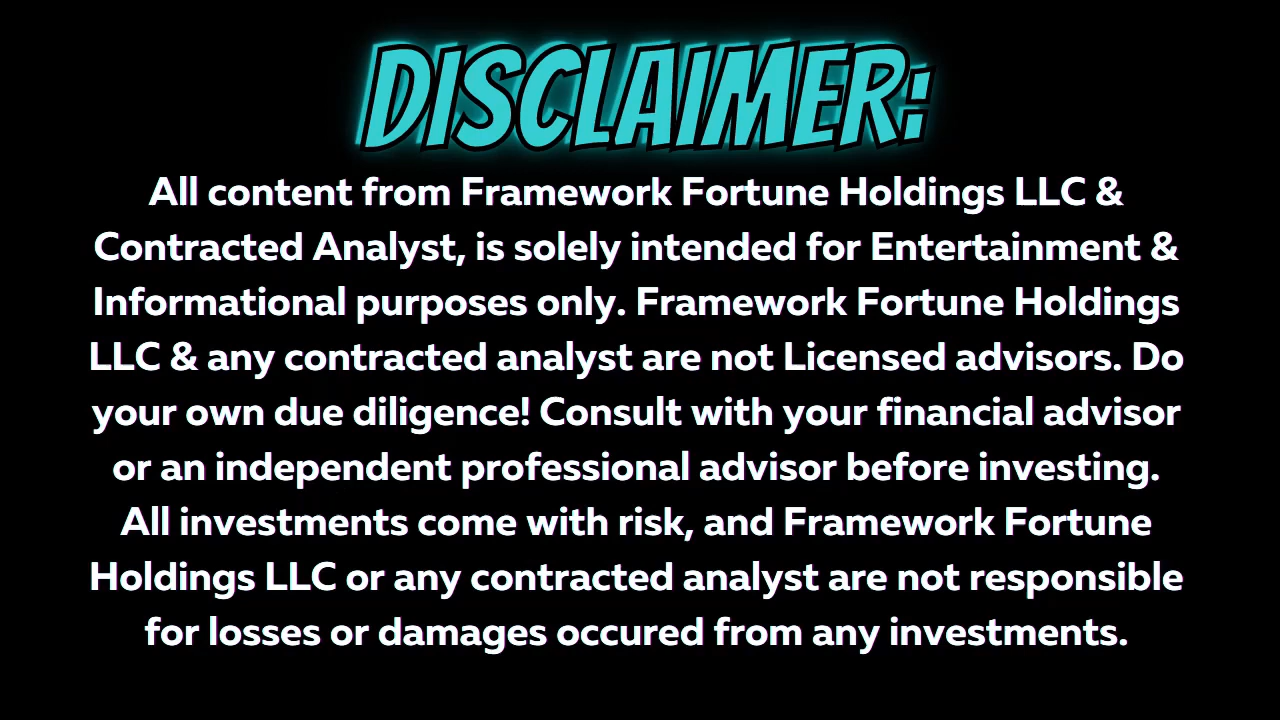 DISCLAIMER:
All content from Framework Fortune Holdings LLC &
Contracted Analyst, is solely intended for Entertainment &
Informational purposes only. Framework Fortune Holdings
LLC & any contracted analyst are not Licensed advisors. Do
your own due diligence! Consult with your financial advisor
or an independent professional advisor before investing.
All investments come with risk, and Framework Fortune
Holdings LLC or any contracted analyst are not responsible
for losses or damages occured from any investments.